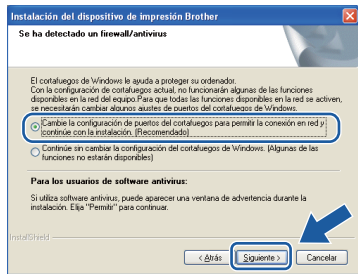 Instalación del dispositivo de impresión Brother
Se ha detectado un firewall/antivirus
El cortafuegos de Windows le ayuda a proteger su ordenador.
Con la configuración de cortafuegos actual, no funcionarán algunas de las funciones
disponibles en la red del equipo.Para que todas las funciones disponibles en la red se activen,
se necesitarán cambiar algunos ajustes de puertos del cortafuegos de Windows.
Cambie la configuración de puertos del cortafuegos para permitir la conexión en red y
continúe con la instalación. (Recomendado)
Continúe sin cambiar la configuración del cortafuegos de Windows. (Algunas de las
funciones no estarán disponibles)
Para los usuarios de software antivirus:
Si utiliza software antivirus, puede aparecer una ventana de advertencia durante la
instalación. Elija "Permitir" para continuar.
InstallShield
< Atrás
Siguiente >
Cancelar